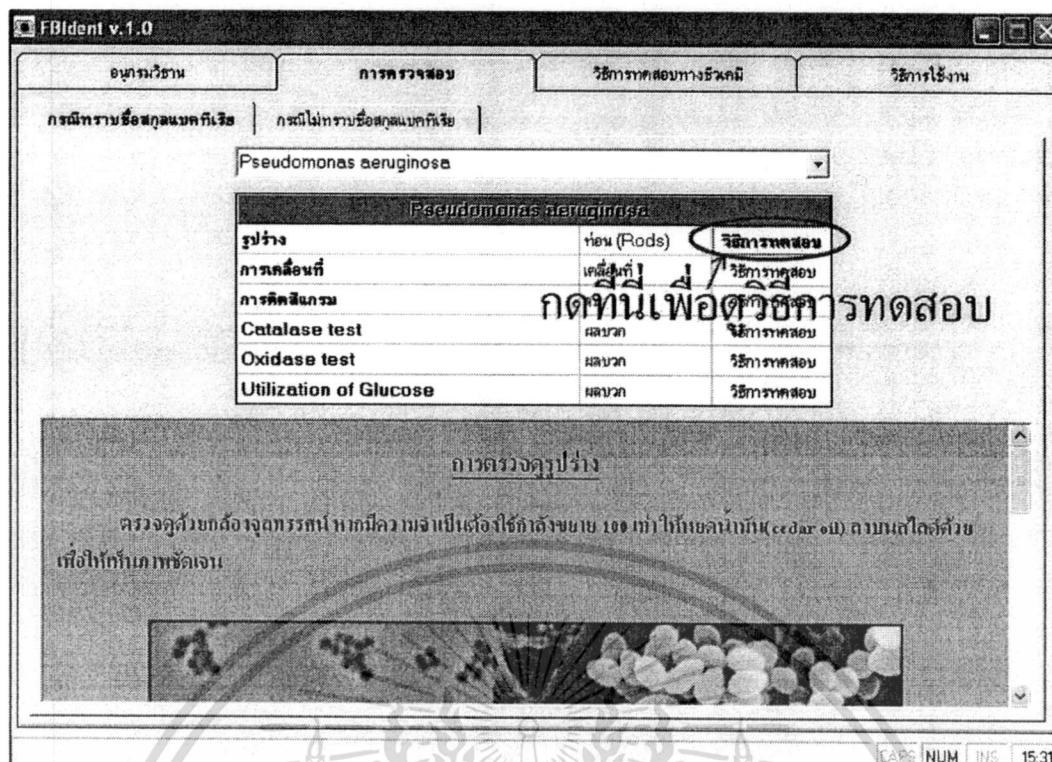 FBIdent v.1.0
อนุกรมวิธาน การตรวจสอบ วิธีการทดสอบทางชีวเคมี วิธีการใช้งาน
กรณีทราบชื่อสกุลแบคทีเรีย กรณีไม่ทราบชื่อสกุลแบคทีเรีย
Pseudomonas aeruginosa
Pseudomonas aeruginosa
รูปร่าง ท่อน (Rods) วิธีการทดสอบ
การเคลื่อนที่ เคลื่อนที่ วิธีการทดสอบ
กดที่นี่เพื่อดูวิธีการทดสอบ
การติดสีแกรม วิธีการทดสอบ
Catalase test ผลบวก วิธีการทดสอบ
Oxidase test ผลบวก วิธีการทดสอบ
Utilization of Glucose ผลบวก วิธีการทดสอบ
การตรวจดูรูปร่าง
ตรวจดูด้วยกล้องจุลทรรศน์ หากมีความจำเป็นต้องใช้กำลังขยาย 100 เท่า ให้หยดน้ำมัน(cedar oil) ลงบนสไลด์ด้วย
เพื่อให้เห็นภาพชัดเจน
CAPS NUM INS 15:31